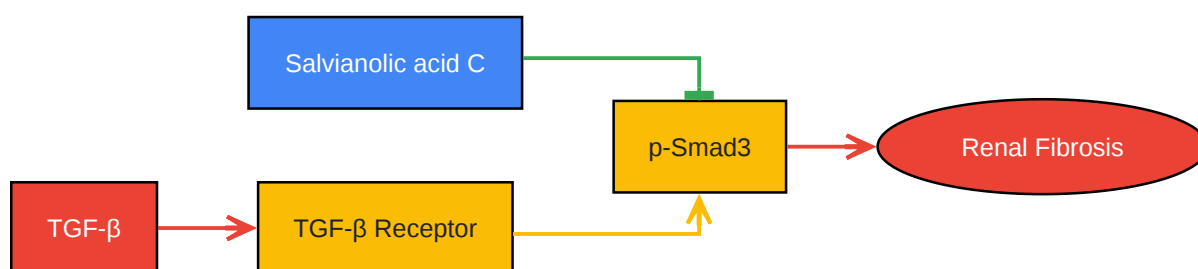 Salvianolic acid C
p-Smad3
Renal Fibrosis
TGF-β
TGF-β Receptor